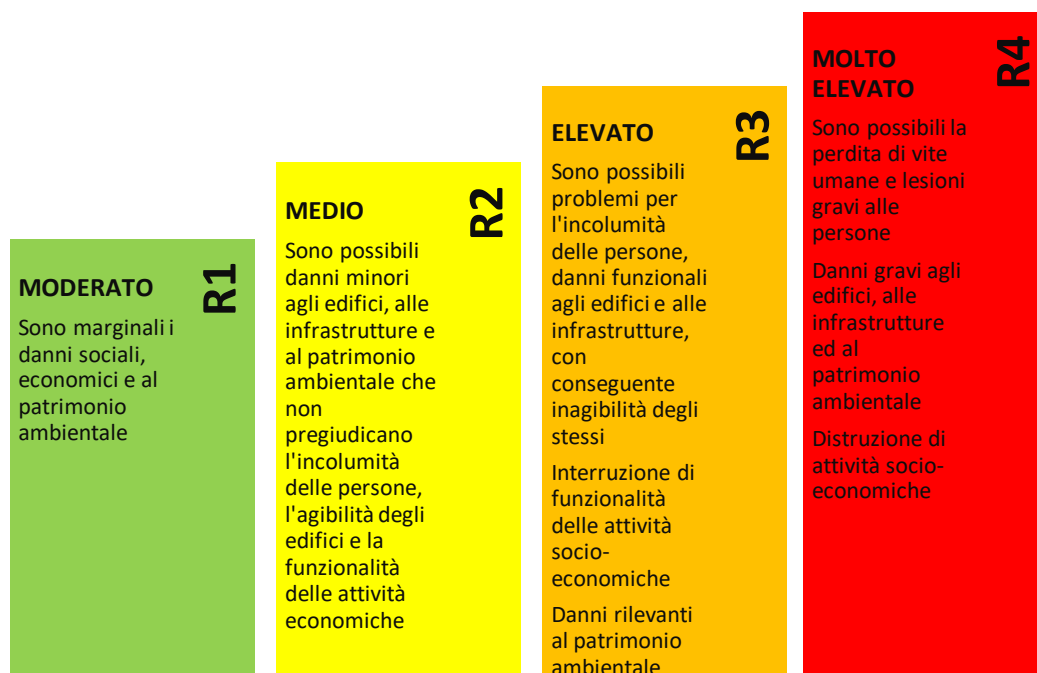 MODERATO
R1
Sono marginali i
danni sociali,
economici e al
patrimonio
ambientale
MEDIO
R2
Sono possibili
danni minori
agli edifici, alle
infrastrutture e
al patrimonio
ambientale che
non
pregiudicano
l'incolumità
delle persone,
l'agibilità degli
edifici e la
funzionalità
delle attività
economiche
ELEVATO
R3
Sono possibili
problemi per
l'incolumità
delle persone,
danni funzionali
agli edifici e alle
infrastrutture,
con
conseguente
inagibilità degli
stessi
Interruzione di
funzionalità
delle attività
socio-
economiche
Danni rilevanti
al patrimonio
ambientale
MOLTO
ELEVATO
R4
Sono possibili la
perdita di vite
umane e lesioni
gravi alle
persone
Danni gravi agli
edifici, alle
infrastrutture
ed al
patrimonio
ambientale
Distruzione di
attività socio-
economiche